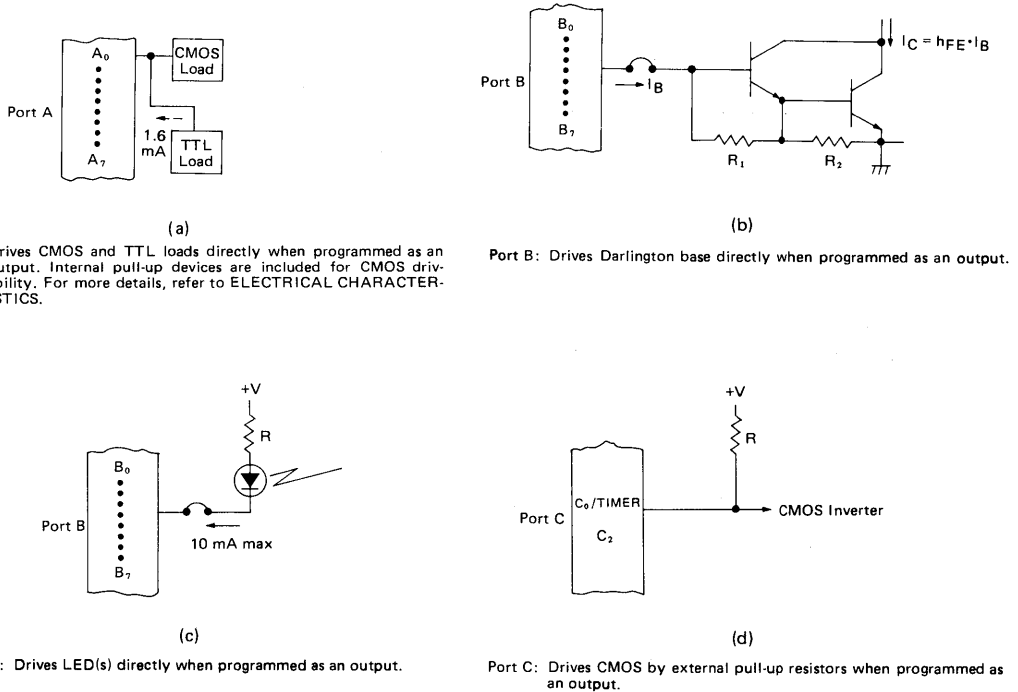 A₀
CMOS
Load
Port A
1.6
mA
TTL
Load
A₇
(a)
rives CMOS and TTL loads directly when programmed as an
utput. Internal pull-up devices are included for CMOS driv-
bility. For more details, refer to ELECTRICAL CHARACTER-
STICS.
B₀
IC = hFE·IB
Port B
IB
B₇
R₁
R₂
(b)
Port B: Drives Darlington base directly when programmed as an output.
+V
R
B₀
Port B
10 mA max
B₇
(c)
: Drives LED(s) directly when programmed as an output.
+V
R
C₀/TIMER
CMOS Inverter
Port C
C₂
(d)
Port C: Drives CMOS by external pull-up resistors when programmed as
an output.